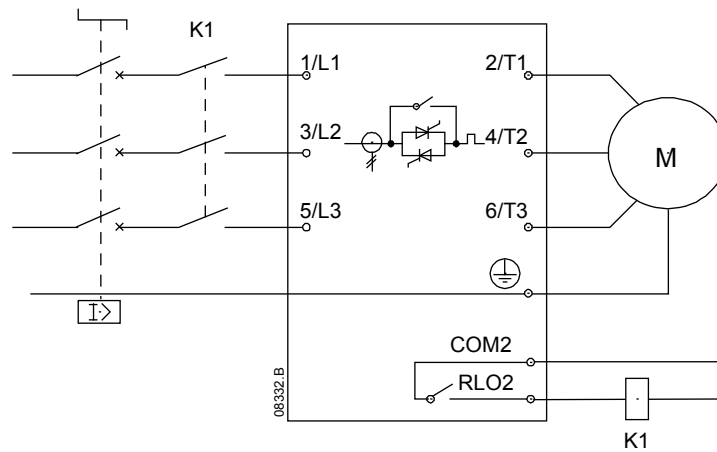 K1
1/L1
2/T1
3/L2
4/T2
M
5/L3
6/T3
COM2
RLO2
08332.B
K1
I>